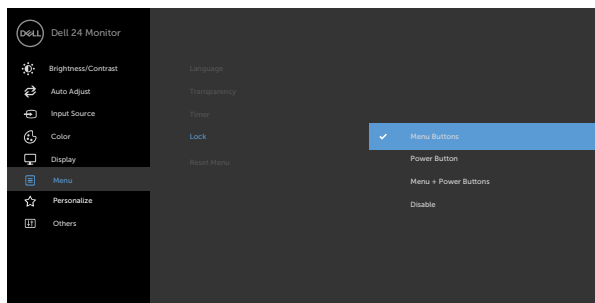 DELL Dell 24 Monitor
Brightness/Contrast
Auto Adjust
Input Source
Color
Display
Menu
Personalize
Others
Language
Transparency
Timer
Lock
Reset Menu
Menu Buttons
Power Button
Menu + Power Buttons
Disable